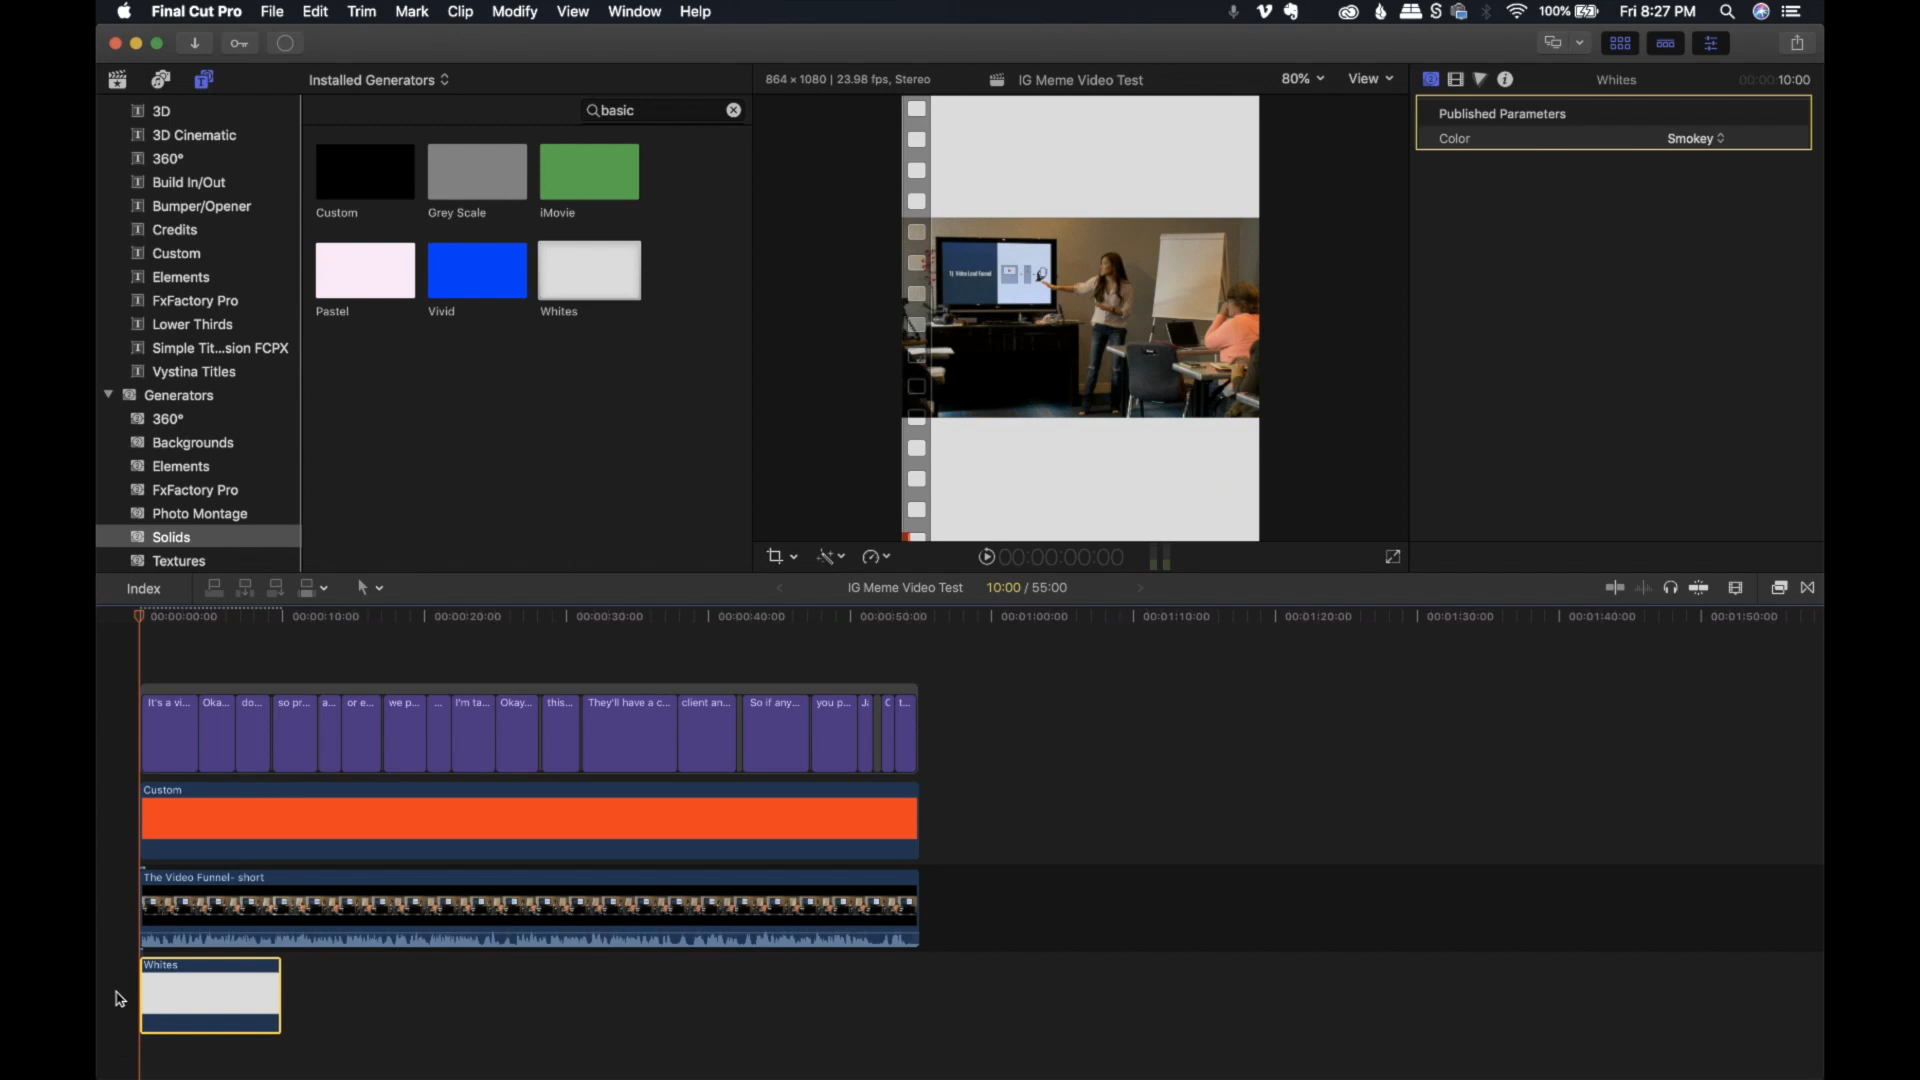 Final Cut Pro File Edit Trim Mark Clip Modify View Window Help
S 100% Fri 8:27 PM
Installed Generators
864 × 1080 | 23.98 fps, Stereo
IG Meme Video Test
80%
View
Whites
00:00:10:00
3D
3D Cinematic
360°
Build In/Out
Bumper/Opener
Credits
Custom
Elements
FxFactory Pro
Lower Thirds
Simple Tit...sion FCPX
Vystina Titles
Generators
360°
Backgrounds
Elements
FxFactory Pro
Photo Montage
Solids
Textures
basic
Custom
Grey Scale
iMovie
Pastel
Vivid
Whites
1) Video Lead Funnel
Published Parameters
Color
Smokey
00:00:00:00
Index
IG Meme Video Test
10:00 / 55:00
00:00:00:00
00:00:10:00
00:00:20:00
00:00:30:00
00:00:40:00
00:00:50:00
00:01:00:00
00:01:10:00
00:01:20:00
00:01:30:00
00:01:40:00
00:01:50:00
It's a vi...
Oka...
do...
so pr...
a...
or e...
we p...
...
I'm ta...
Okay...
this...
They'll have a c...
client an...
So if any...
you p...
t...
Custom
The Video Funnel- short
Whites